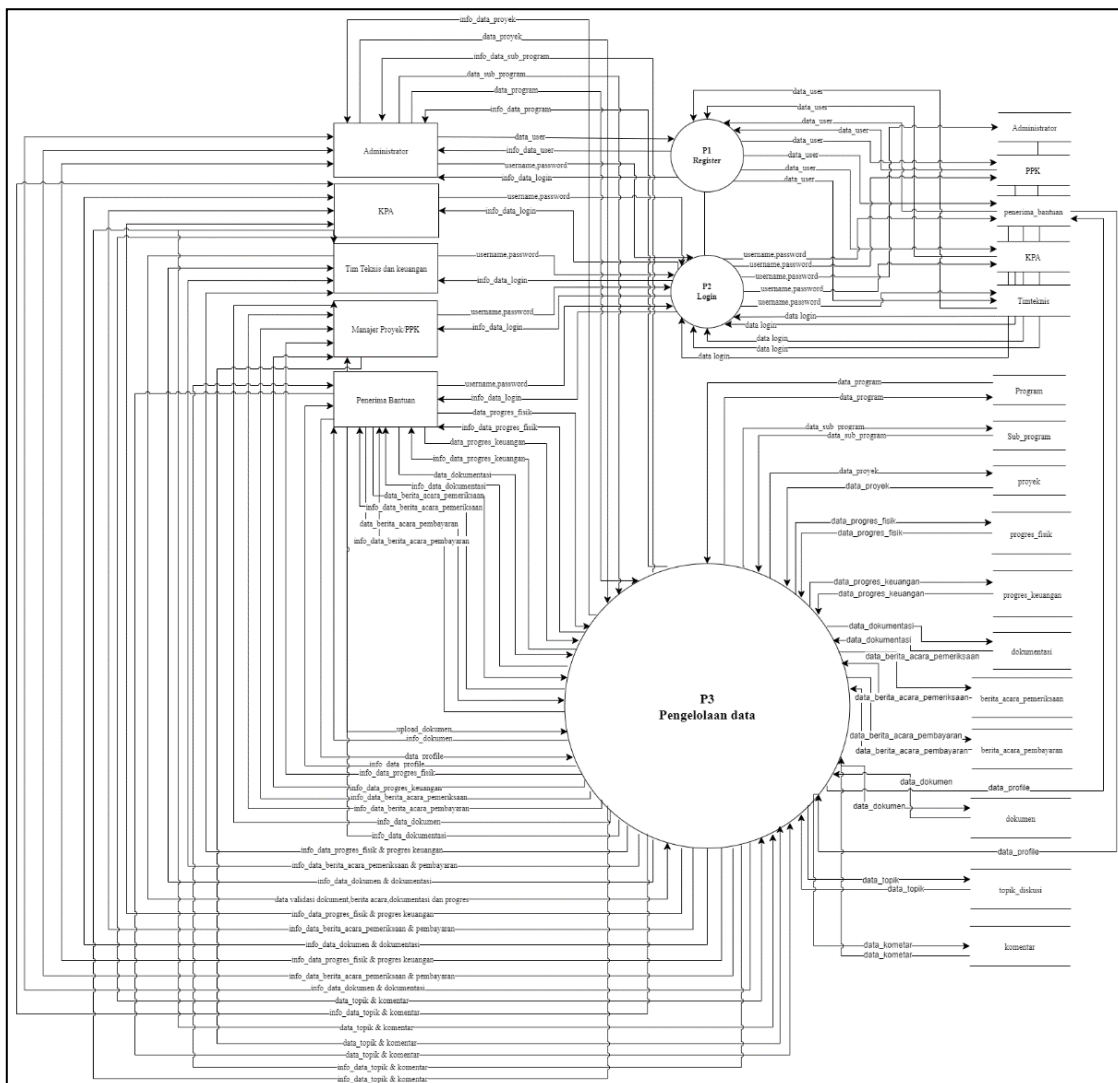 info_data_proyek
data_proyek
info_data_sub_program
data_sub_program
data_program
info_data_program
Administrator
data_user
info_data_user
username,password
info_data_login
KPA
username,password
info_data_login
Tim Teknis dan keuangan
username,password
info_data_login
Manajer Proyek/PPK
username,password
info_data_login
Penerima Bantuan
username,password
info_data_login
data_progres_fisik
info_data_progres_fisik
data_progres_keuangan
info_data_progres_keuangan
data_dokumentasi
info_data_dokumentasi
data_berita_acara_pemeriksaan
info_data_berita_acara_pemeriksaan
data_berita_acara_pembayaran
info_data_berita_acara_pembayaran
P1
Register
P2
Login
data_user
data_user
data_user
data_user
data_user
data_user
data_user
data_user
username,password
username,password
username,password
username,password
username,password
data login
data login
data login
data login
Administrator
PPK
penerima_bantuan
KPA
Timteknis
data_program
data_program
Program
data_sub_program
data_sub_program
Sub_program
data_proyek
data_proyek
proyek
data_progres_fisik
data_progres_fisik
progres_fisik
data_progres_keuangan
data_progres_keuangan
progres_keuangan
data_dokumentasi
data_dokumentasi
dokumentasi
data_berita_acara_pemeriksaan
data_berita_acara_pemeriksaan
berita_acara_pemeriksaan
data_berita_acara_pembayaran
data_berita_acara_pembayaran
berita_acara_pembayaran
data_dokumen
data_profile
data_dokumen
dokumen
data_profile
data_topik
data_topik
topik_diskusi
data_kometar
data_kometar
komentar
P3
Pengelolaan data
upload_dokumen
info_dokumen
data_profile
info_profile
info_data_progres_fisik
info_data_progres_keuangan
info_data_berita_acara_pemeriksaan
info_data_berita_acara_pembayaran
info_data_dokumen
info_data_dokumentasi
info_data_progres_fisik & progres keuangan
info_data_berita_acara_pemeriksaan & pembayaran
info_data_dokumen & dokumentasi
data validasi dokument,berita acara,dokumentasi dan progres
info_data_progres_fisik & progres keuangan
info_data_berita_acara_pemeriksaan & pembayaran
info_data_dokumen & dokumentasi
info_data_progres_fisik & progres keuangan
info_data_berita_acara_pemeriksaan & pembayaran
info_data_dokumen & dokumentasi
data_topik & komentar
info_data_topik & komentar
data_topik & komentar
data_topik & komentar
data_topik & komentar
info_data_topik & komentar
info_data_topik & komentar